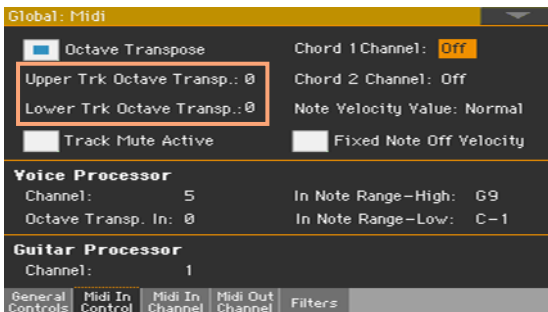 Global: Midi
Octave Transpose
Chord 1 Channel: Off
Upper Trk Octave Transp.: 0
Chord 2 Channel: Off
Lower Trk Octave Transp.:0
Note Velocity Value: Normal
Track Mute Active
Fixed Note Off Velocity
Voice Processor
Channel: 5
In Note Range-High: G9
Octave Transp. In: 0
In Note Range-Low: C-1
Guitar Processor
Channel: 1
General Controls
Midi In Control
Midi In Channel
Midi Out Channel
Filters